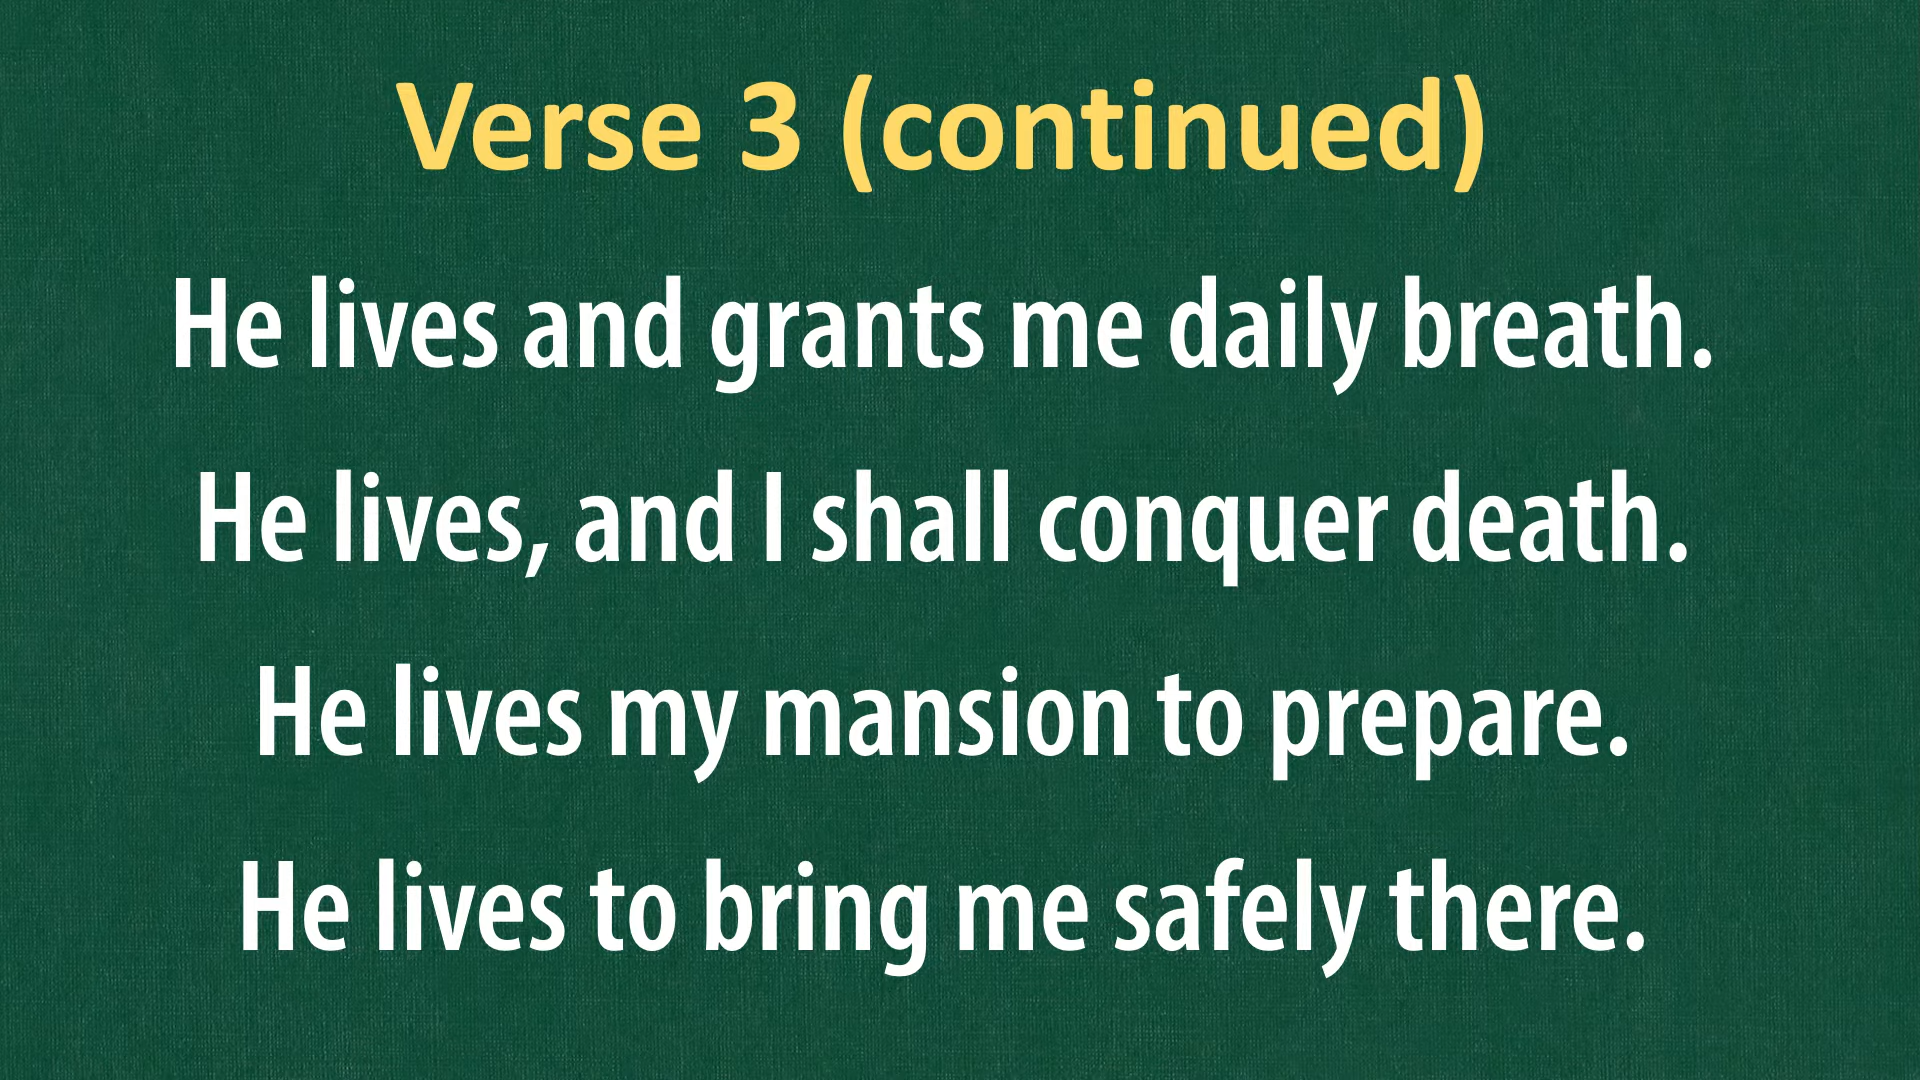 Verse 3 (continued)
He lives and grants me daily breath.
He lives, and I shall conquer death.
He lives my mansion to prepare.
He lives to bring me safely there.